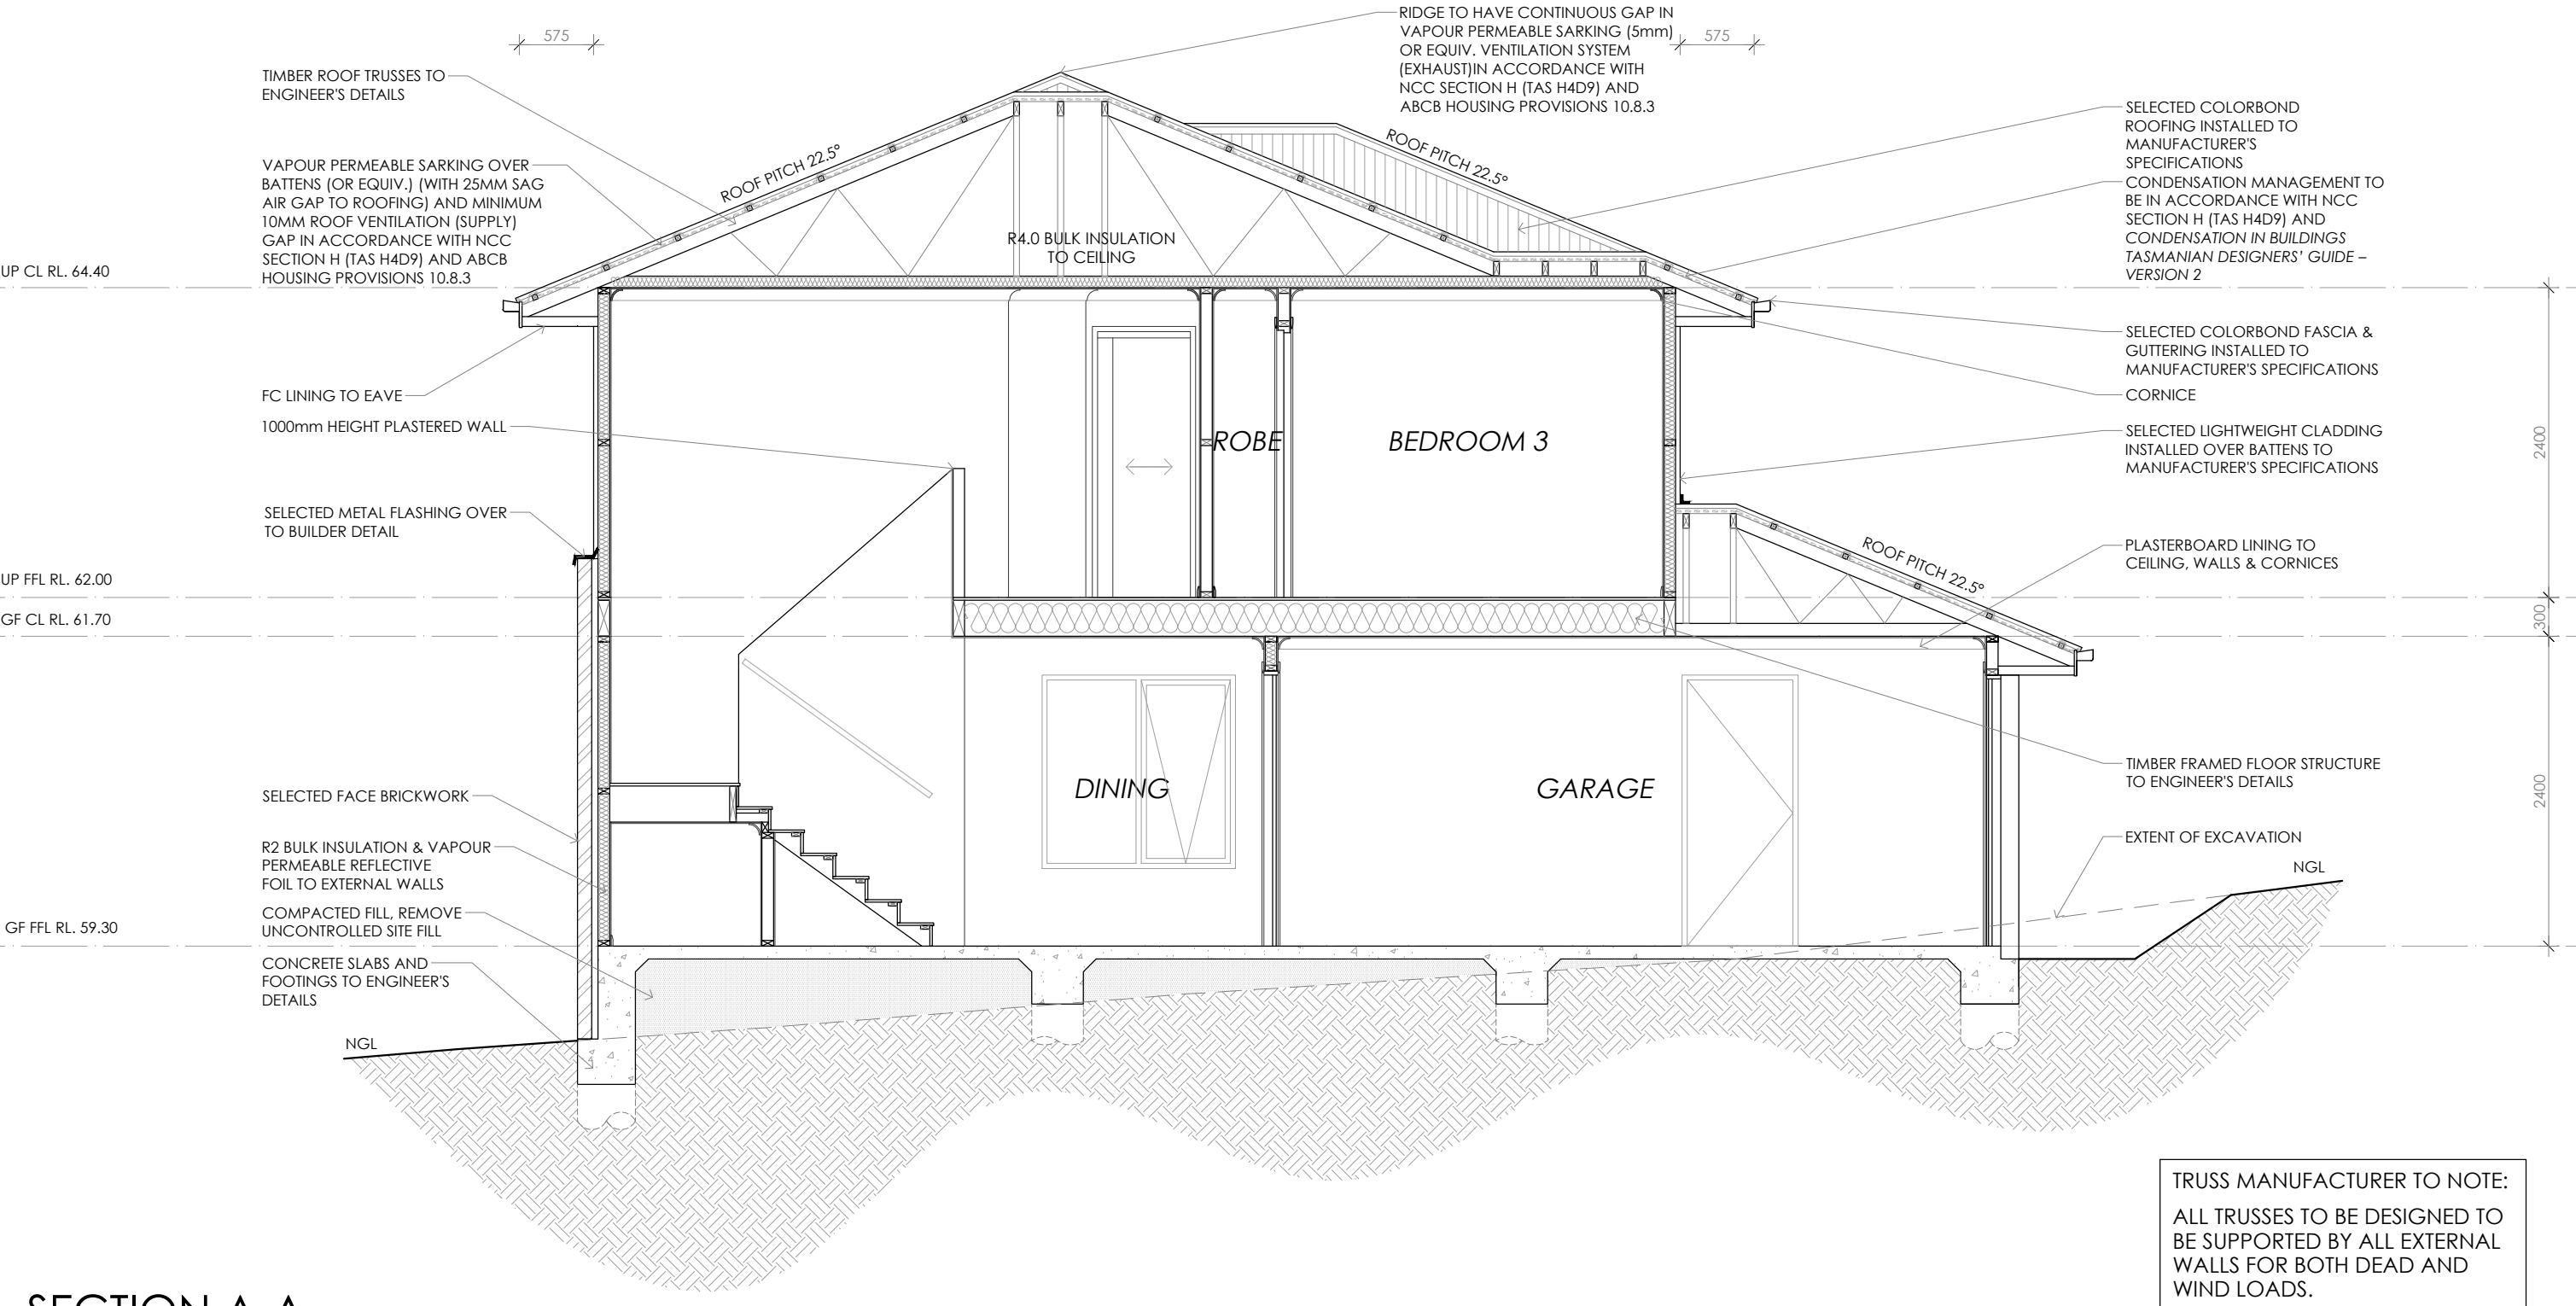 575
TIMBER ROOF TRUSSES TO
ENGINEER'S DETAILS
VAPOUR PERMEABLE SARKING OVER
BATTENS (OR EQUIV.) (WITH 25MM SAG
AIR GAP TO ROOFING) AND MINIMUM
10MM ROOF VENTILATION (SUPPLY)
GAP IN ACCORDANCE WITH NCC
SECTION H (TAS H4D9) AND ABCB
HOUSING PROVISIONS 10.8.3
UP CL RL. 64.40
FC LINING TO EAVE
1000mm HEIGHT PLASTERED WALL
SELECTED METAL FLASHING OVER
TO BUILDER DETAIL
UP FFL RL. 62.00
GF CL RL. 61.70
SELECTED FACE BRICKWORK
R2 BULK INSULATION & VAPOUR
PERMEABLE REFLECTIVE
FOIL TO EXTERNAL WALLS
COMPACTED FILL, REMOVE
UNCONTROLLED SITE FILL
GF FFL RL. 59.30
CONCRETE SLABS AND
FOOTINGS TO ENGINEER'S
DETAILS
NGL
RIDGE TO HAVE CONTINUOUS GAP IN
VAPOUR PERMEABLE SARKING (5mm)
OR EQUIV. VENTILATION SYSTEM
(EXHAUST)IN ACCORDANCE WITH
NCC SECTION H (TAS H4D9) AND
ABCB HOUSING PROVISIONS 10.8.3
575
ROOF PITCH 22.5°
ROOF PITCH 22.5°
R4.0 BULK INSULATION
TO CEILING
ROBE
BEDROOM 3
ROOF PITCH 22.5°
DINING
GARAGE
SELECTED COLORBOND
ROOFING INSTALLED TO
MANUFACTURER'S
SPECIFICATIONS
CONDENSATION MANAGEMENT TO
BE IN ACCORDANCE WITH NCC
SECTION H (TAS H4D9) AND
CONDENSATION IN BUILDINGS
TASMANIAN DESIGNERS' GUIDE –
VERSION 2
SELECTED COLORBOND FASCIA &
GUTTERING INSTALLED TO
MANUFACTURER'S SPECIFICATIONS
CORNICE
SELECTED LIGHTWEIGHT CLADDING
INSTALLED OVER BATTENS TO
MANUFACTURER'S SPECIFICATIONS
PLASTERBOARD LINING TO
CEILING, WALLS & CORNICES
TIMBER FRAMED FLOOR STRUCTURE
TO ENGINEER'S DETAILS
EXTENT OF EXCAVATION
NGL
2400
300
2400
TRUSS MANUFACTURER TO NOTE:
ALL TRUSSES TO BE DESIGNED TO
BE SUPPORTED BY ALL EXTERNAL
WALLS FOR BOTH DEAD AND
WIND LOADS.
SECTION A-A